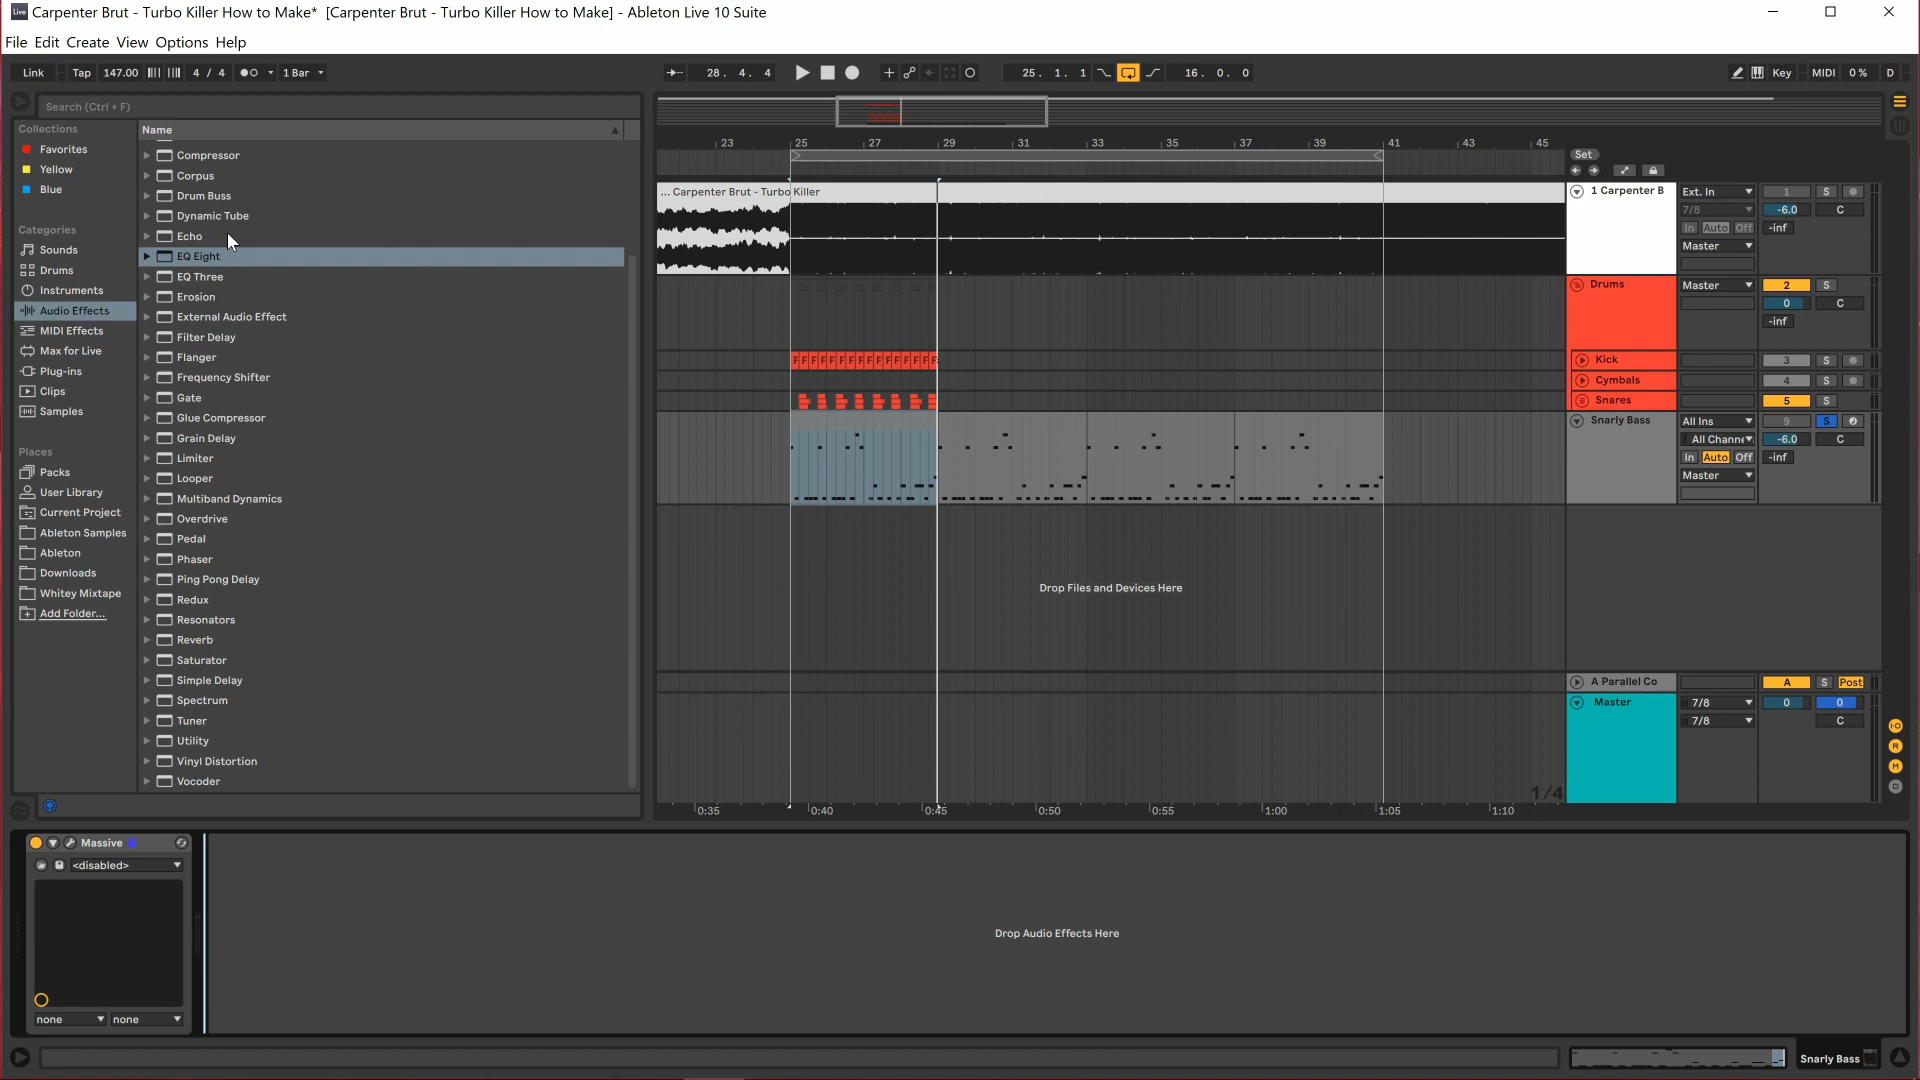 Live Carpenter Brut - Turbo Killer How to Make* [Carpenter Brut - Turbo Killer How to Make] - Ableton Live 10 Suite
File Edit Create View Options Help
Link Tap 147.00 4 / 4 1 Bar 28. 4. 4 25. 1. 1 16. 0. 0 Key MIDI 0% D
Search (Ctrl + F)
Collections
Favorites
Yellow
Blue
Categories
Sounds
Drums
Instruments
Audio Effects
MIDI Effects
Max for Live
Plug-ins
Clips
Samples
Places
Packs
User Library
Current Project
Ableton Samples
Ableton
Downloads
Whitey Mixtape
Add Folder...
Name
Compressor
Corpus
Drum Buss
Dynamic Tube
Echo
EQ Eight
EQ Three
Erosion
External Audio Effect
Filter Delay
Flanger
Frequency Shifter
Gate
Glue Compressor
Grain Delay
Limiter
Looper
Multiband Dynamics
Overdrive
Pedal
Phaser
Ping Pong Delay
Redux
Resonators
Reverb
Saturator
Simple Delay
Spectrum
Tuner
Utility
Vinyl Distortion
Vocoder
23 25 27 29 31 33 35 37 39 41 43 45
Set
... Carpenter Brut - Turbo Killer
1 Carpenter B Ext. In 1 S
7/8 -6.0 C
In Auto Off -inf
Master
Drums Master 2 S
0 C
-inf
F F F F F F F F F F F F F F F F
Kick 3 S
Cymbals 4 S
Snares 5 S
Snarly Bass All Ins 9 S
All Channe -6.0 C
In Auto Off -inf
Master
Drop Files and Devices Here
A Parallel Co A S Post
Master 7/8 0 0
7/8 C
1/4
0:35 0:40 0:45 0:50 0:55 1:00 1:05 1:10
I·O
R
M
D
Massive
<disabled>
none none
Drop Audio Effects Here
Snarly Bass